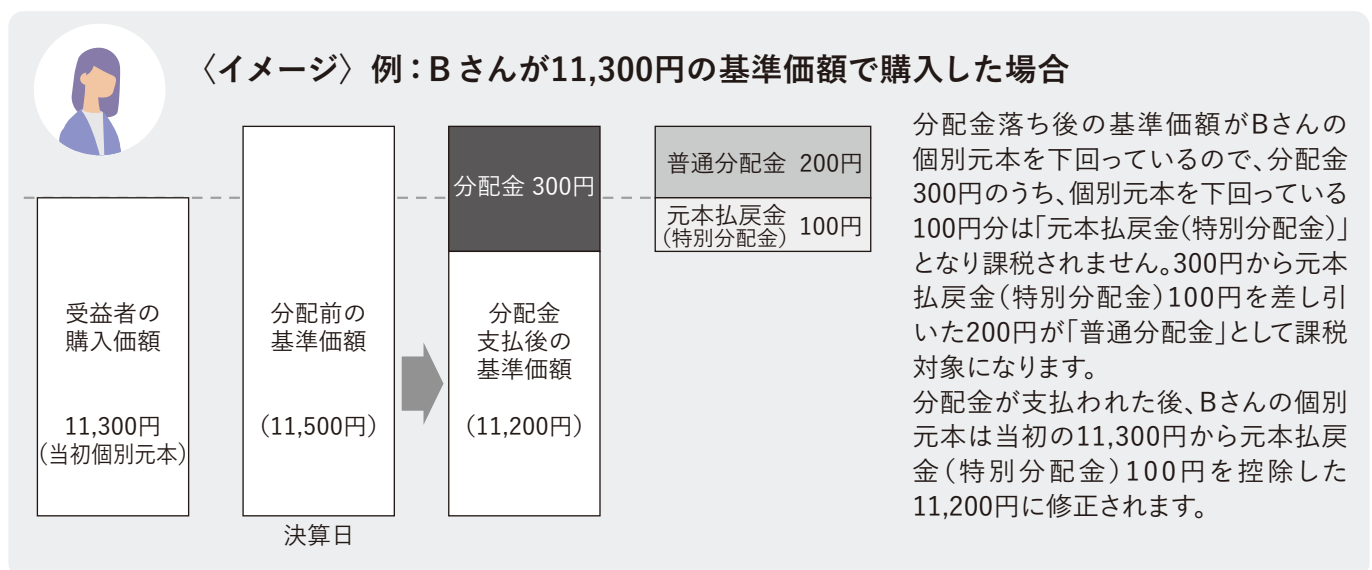 〈イメージ〉例：Bさんが11,300円の基準価額で購入した場合
受益者の
購入価額
11,300円
（当初個別元本）
分配前の
基準価額
（11,500円）
決算日
分配金 300円
分配金
支払後の
基準価額
（11,200円）
普通分配金 200円
元本払戻金
(特別分配金)
100円
分配金落ち後の基準価額がBさんの
個別元本を下回っているので、分配金
300円のうち、個別元本を下回っている
100円分は「元本払戻金(特別分配金)」
となり課税されません。300円から元本
払戻金(特別分配金)100円を差し引
いた200円が「普通分配金」として課税
対象になります。
分配金が支払われた後、Bさんの個別
元本は当初の11,300円から元本払戻
金(特別分配金)100円を控除した
11,200円に修正されます。